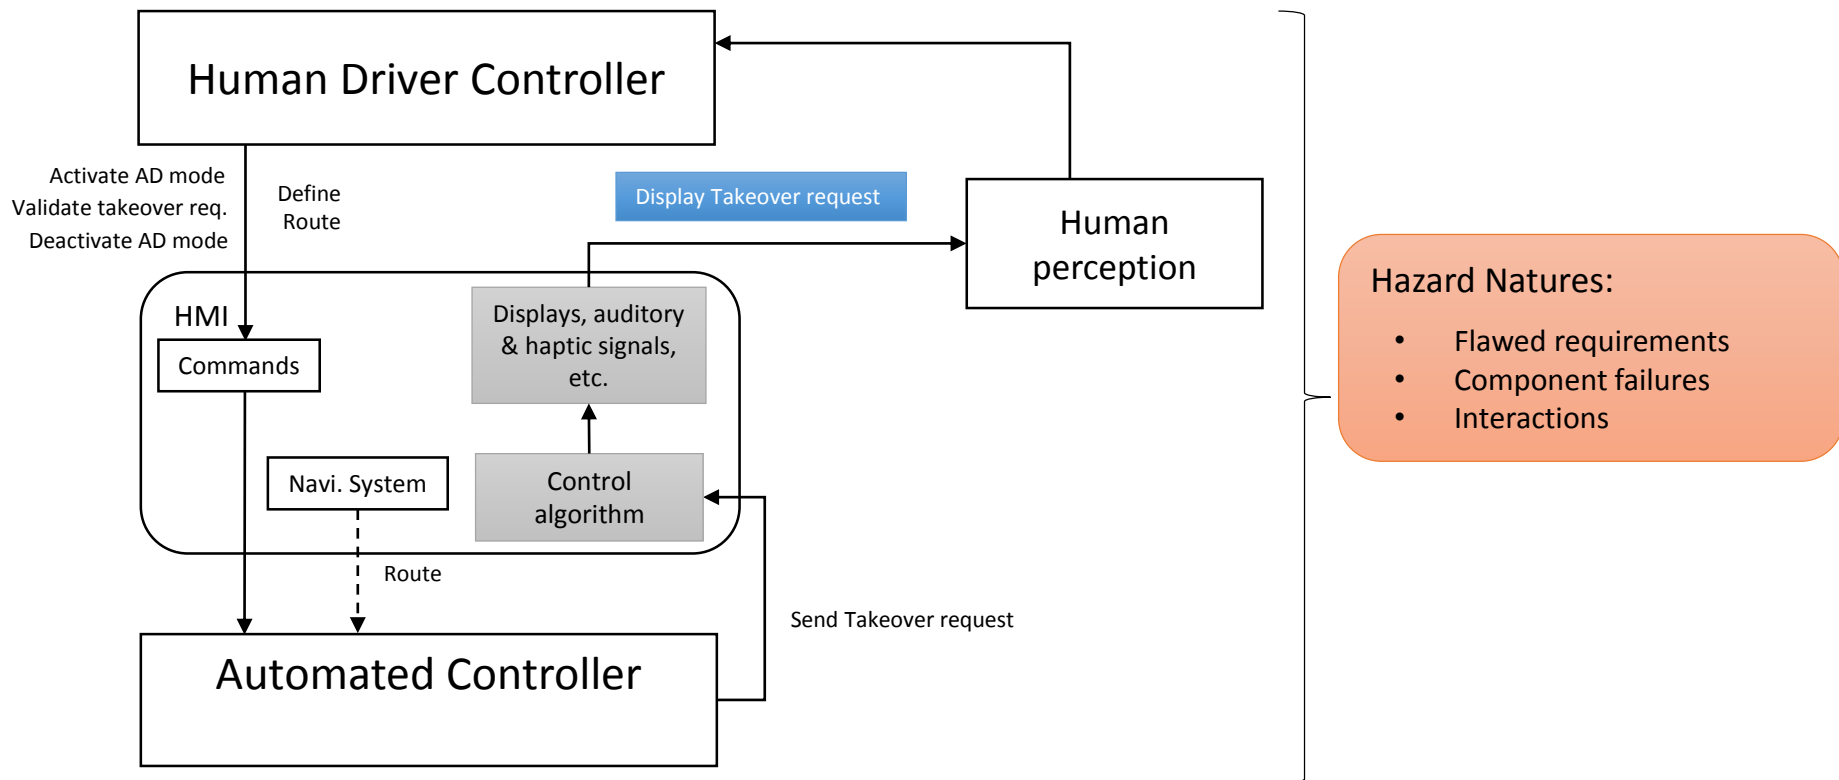 Human Driver Controller
Activate AD mode
Validate takeover req.
Deactivate AD mode
Define
Route
Display Takeover request
Human
perception
HMI
Commands
Displays, auditory
& haptic signals,
etc.
Navi. System
Control
algorithm
Route
Send Takeover request
Automated Controller
Hazard Natures:
• Flawed requirements
• Component failures
• Interactions